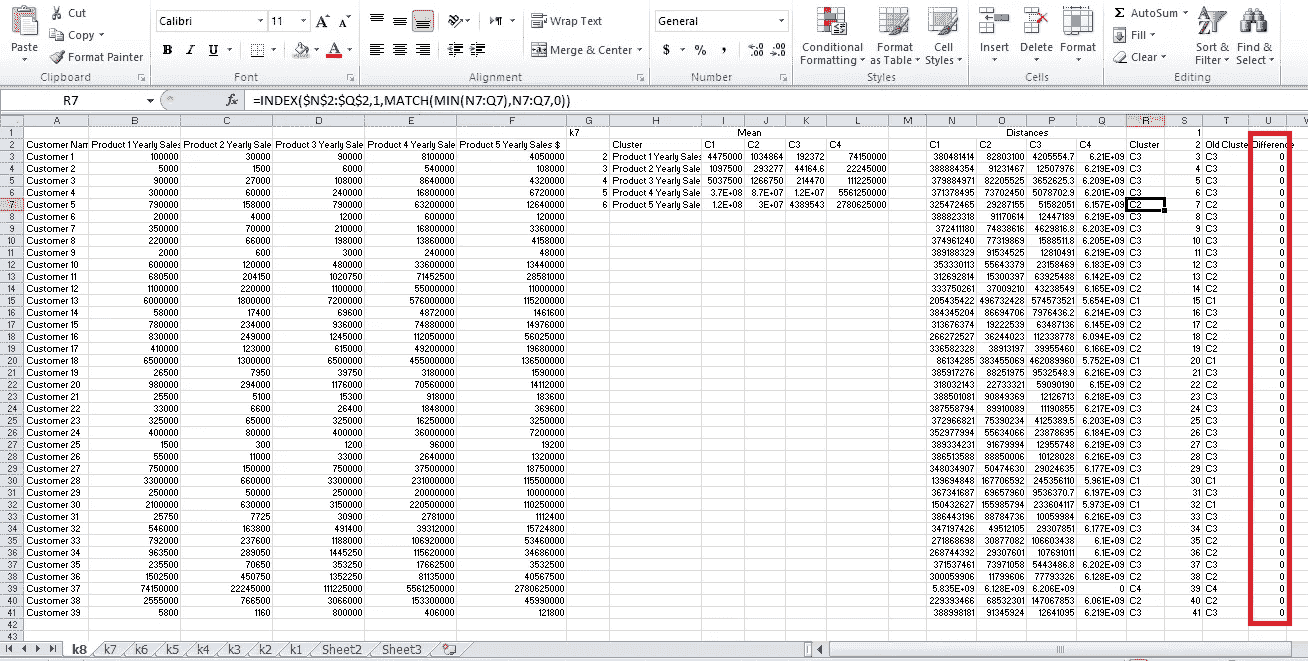 Cut
Copy
Paste
Format Painter
Clipboard
Calibri 11
B I U A
Font
Wrap Text
Merge & Center
Alignment
General
$ % ,
Number
Conditional Formatting
Format as Table
Cell Styles
Styles
Insert Delete Format
Cells
Σ AutoSum
Fill
Clear
Sort & Filter
Find & Select
Editing
R7 fx =INDEX($N$2:$Q$2,1,MATCH(MIN(N7:Q7),N7:Q7,0))
A B C D E F G H I J K L M N O P Q R S T U V
1 k7 Mean Distances 1
2 Customer Nam Product 1 Yearly Sales Product 2 Yearly Sale Product 3 Yearly Sale Product 4 Yearly Sale Product 5 Yearly Sales $ Cluster C1 C2 C3 C4 C1 C2 C3 C4 Cluster 2 Old Cluste Difference
3 Customer 1 100000 30000 90000 8100000 4050000 2 Product 1 Yearly Sales 4475000 1034864 192372 74150000 380481414 82803100 4205554.7 6.21E+09 C3 3 C3 0
4 Customer 2 5000 1500 6000 540000 108000 3 Product 2 Yearly Sale 1097500 293277 44164.6 22245000 388884354 91231467 12507976 6.219E+09 C3 4 C3 0
5 Customer 3 90000 27000 108000 8640000 4320000 4 Product 3 Yearly Sale 5037500 1266750 214470 111225000 379884971 82205525 3652625.3 6.209E+09 C3 5 C3 0
6 Customer 4 300000 60000 240000 16800000 6720000 5 Product 4 Yearly Sale 3.7E+08 8.7E+07 1.2E+07 5561250000 371378495 73702450 5078702.9 6.201E+09 C3 6 C3 0
7 Customer 5 790000 158000 790000 63200000 12640000 6 Product 5 Yearly Sale 1.2E+08 3E+07 4389543 2780625000 325472465 29287155 51582051 6.157E+09 C2 7 C2 0
8 Customer 6 20000 4000 12000 600000 120000 388823318 91170614 12447189 6.219E+09 C3 8 C3 0
9 Customer 7 350000 70000 210000 16800000 3360000 372411180 74838616 4629816.8 6.203E+09 C3 9 C3 0
10 Customer 8 220000 66000 198000 13860000 4158000 374961240 77319869 1588511.8 6.205E+09 C3 10 C3 0
11 Customer 9 2000 600 3000 240000 48000 389188329 91534525 12810491 6.219E+09 C3 11 C3 0
12 Customer 10 600000 120000 480000 33600000 13440000 353330113 55643379 23158469 6.183E+09 C3 12 C3 0
13 Customer 11 680500 204150 1020750 71452500 28581000 312692814 15300397 63925488 6.142E+09 C2 13 C2 0
14 Customer 12 1100000 220000 1100000 55000000 11000000 333750261 37009210 43238549 6.165E+09 C2 14 C2 0
15 Customer 13 6000000 1800000 7200000 576000000 115200000 205435422 496732428 574573521 5.654E+09 C1 15 C1 0
16 Customer 14 58000 17400 69600 4872000 1461600 384345204 86694706 7976436.2 6.214E+09 C3 16 C3 0
17 Customer 15 780000 234000 936000 74880000 14976000 313676374 19222539 63487136 6.145E+09 C2 17 C2 0
18 Customer 16 830000 249000 1245000 112050000 56025000 266272527 36244023 112338778 6.094E+09 C2 18 C2 0
19 Customer 17 410000 123000 615000 49200000 19680000 336582328 38913197 39955460 6.166E+09 C2 19 C2 0
20 Customer 18 6500000 1300000 6500000 455000000 136500000 86134285 383455069 462089960 5.752E+09 C1 20 C1 0
21 Customer 19 26500 7950 39750 3180000 1590000 385917276 88251975 9532548.9 6.216E+09 C3 21 C3 0
22 Customer 20 980000 294000 1176000 70560000 14112000 318032143 22733321 59090190 6.15E+09 C2 22 C2 0
23 Customer 21 25500 5100 15300 918000 183600 388501081 90849369 12126713 6.218E+09 C3 23 C3 0
24 Customer 22 33000 6600 26400 1848000 369600 387558794 89910089 11190855 6.217E+09 C3 24 C3 0
25 Customer 23 325000 65000 325000 16250000 3250000 372966821 75390234 4125389.5 6.203E+09 C3 25 C3 0
26 Customer 24 400000 80000 400000 36000000 7200000 352977994 55634066 23878695 6.184E+09 C3 26 C3 0
27 Customer 25 1500 300 1200 96000 19200 389334231 91679994 12955748 6.219E+09 C3 27 C3 0
28 Customer 26 55000 11000 33000 2640000 1320000 386513588 88850006 10128028 6.216E+09 C3 28 C3 0
29 Customer 27 750000 150000 750000 37500000 18750000 348034907 50474630 29024635 6.177E+09 C3 29 C3 0
30 Customer 28 3300000 660000 3300000 231000000 115500000 139694848 167706592 245356110 5.961E+09 C1 30 C1 0
31 Customer 29 250000 50000 250000 20000000 10000000 367341687 69657960 9536370.7 6.197E+09 C3 31 C3 0
32 Customer 30 2100000 630000 3150000 220500000 110250000 150432627 155985794 233604117 5.973E+09 C1 32 C1 0
33 Customer 31 25750 7725 30900 2781000 1112400 386443196 88784736 10059984 6.216E+09 C3 33 C3 0
34 Customer 32 546000 163800 491400 39312000 15724800 347197426 49512105 29307851 6.177E+09 C3 34 C3 0
35 Customer 33 792000 237600 1188000 106920000 53460000 271868698 30877082 106603438 6.1E+09 C2 35 C2 0
36 Customer 34 963500 289050 1445250 115620000 34686000 268744392 29307601 107691011 6.1E+09 C2 36 C2 0
37 Customer 35 235500 70650 353250 17662500 3532500 371537461 73971058 5443486.8 6.202E+09 C3 37 C3 0
38 Customer 36 1502500 450750 1352250 81135000 40567500 300059906 11799606 77793326 6.128E+09 C2 38 C2 0
39 Customer 37 74150000 22245000 111225000 5561250000 2780625000 5.835E+09 6.128E+09 6.206E+09 0 C4 39 C4 0
40 Customer 38 2555000 766500 3066000 153300000 45990000 229393466 68532301 147067853 6.061E+09 C2 40 C2 0
41 Customer 39 5800 1160 800000 406000 121800 388998181 91345924 12641095 6.219E+09 C3 41 C3 0
42
43
k8 k7 k6 k5 k4 k3 k2 k1 Sheet2 Sheet3